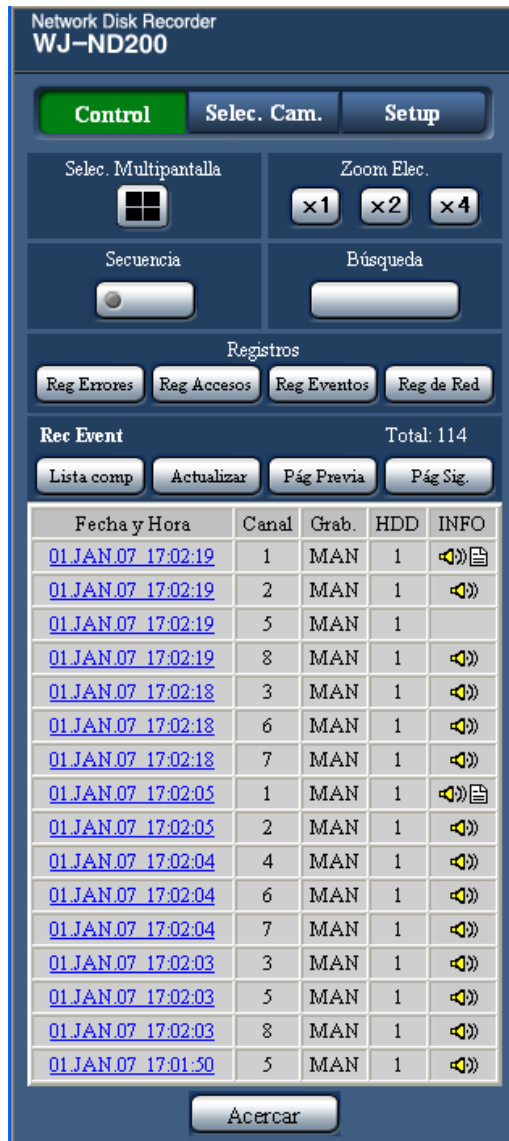 Network Disk Recorder
WJ-ND200
Control Selec. Cam. Setup
Selec. Multipantalla Zoom Elec.
x1 x2 x4
Secuencia Búsqueda
Registros
Reg Errores Reg Accesos Reg Eventos Reg de Red
Rec Event Total: 114
Lista comp Actualizar Pág Previa Pág Sig.
Fecha y Hora Canal Grab. HDD INFO
01.JAN.07 17:02:19 1 MAN 1
01.JAN.07 17:02:19 2 MAN 1
01.JAN.07 17:02:19 5 MAN 1
01.JAN.07 17:02:19 8 MAN 1
01.JAN.07 17:02:18 3 MAN 1
01.JAN.07 17:02:18 6 MAN 1
01.JAN.07 17:02:18 7 MAN 1
01.JAN.07 17:02:05 1 MAN 1
01.JAN.07 17:02:05 2 MAN 1
01.JAN.07 17:02:04 4 MAN 1
01.JAN.07 17:02:04 6 MAN 1
01.JAN.07 17:02:04 7 MAN 1
01.JAN.07 17:02:03 3 MAN 1
01.JAN.07 17:02:03 5 MAN 1
01.JAN.07 17:02:03 8 MAN 1
01.JAN.07 17:01:50 5 MAN 1
Acercar